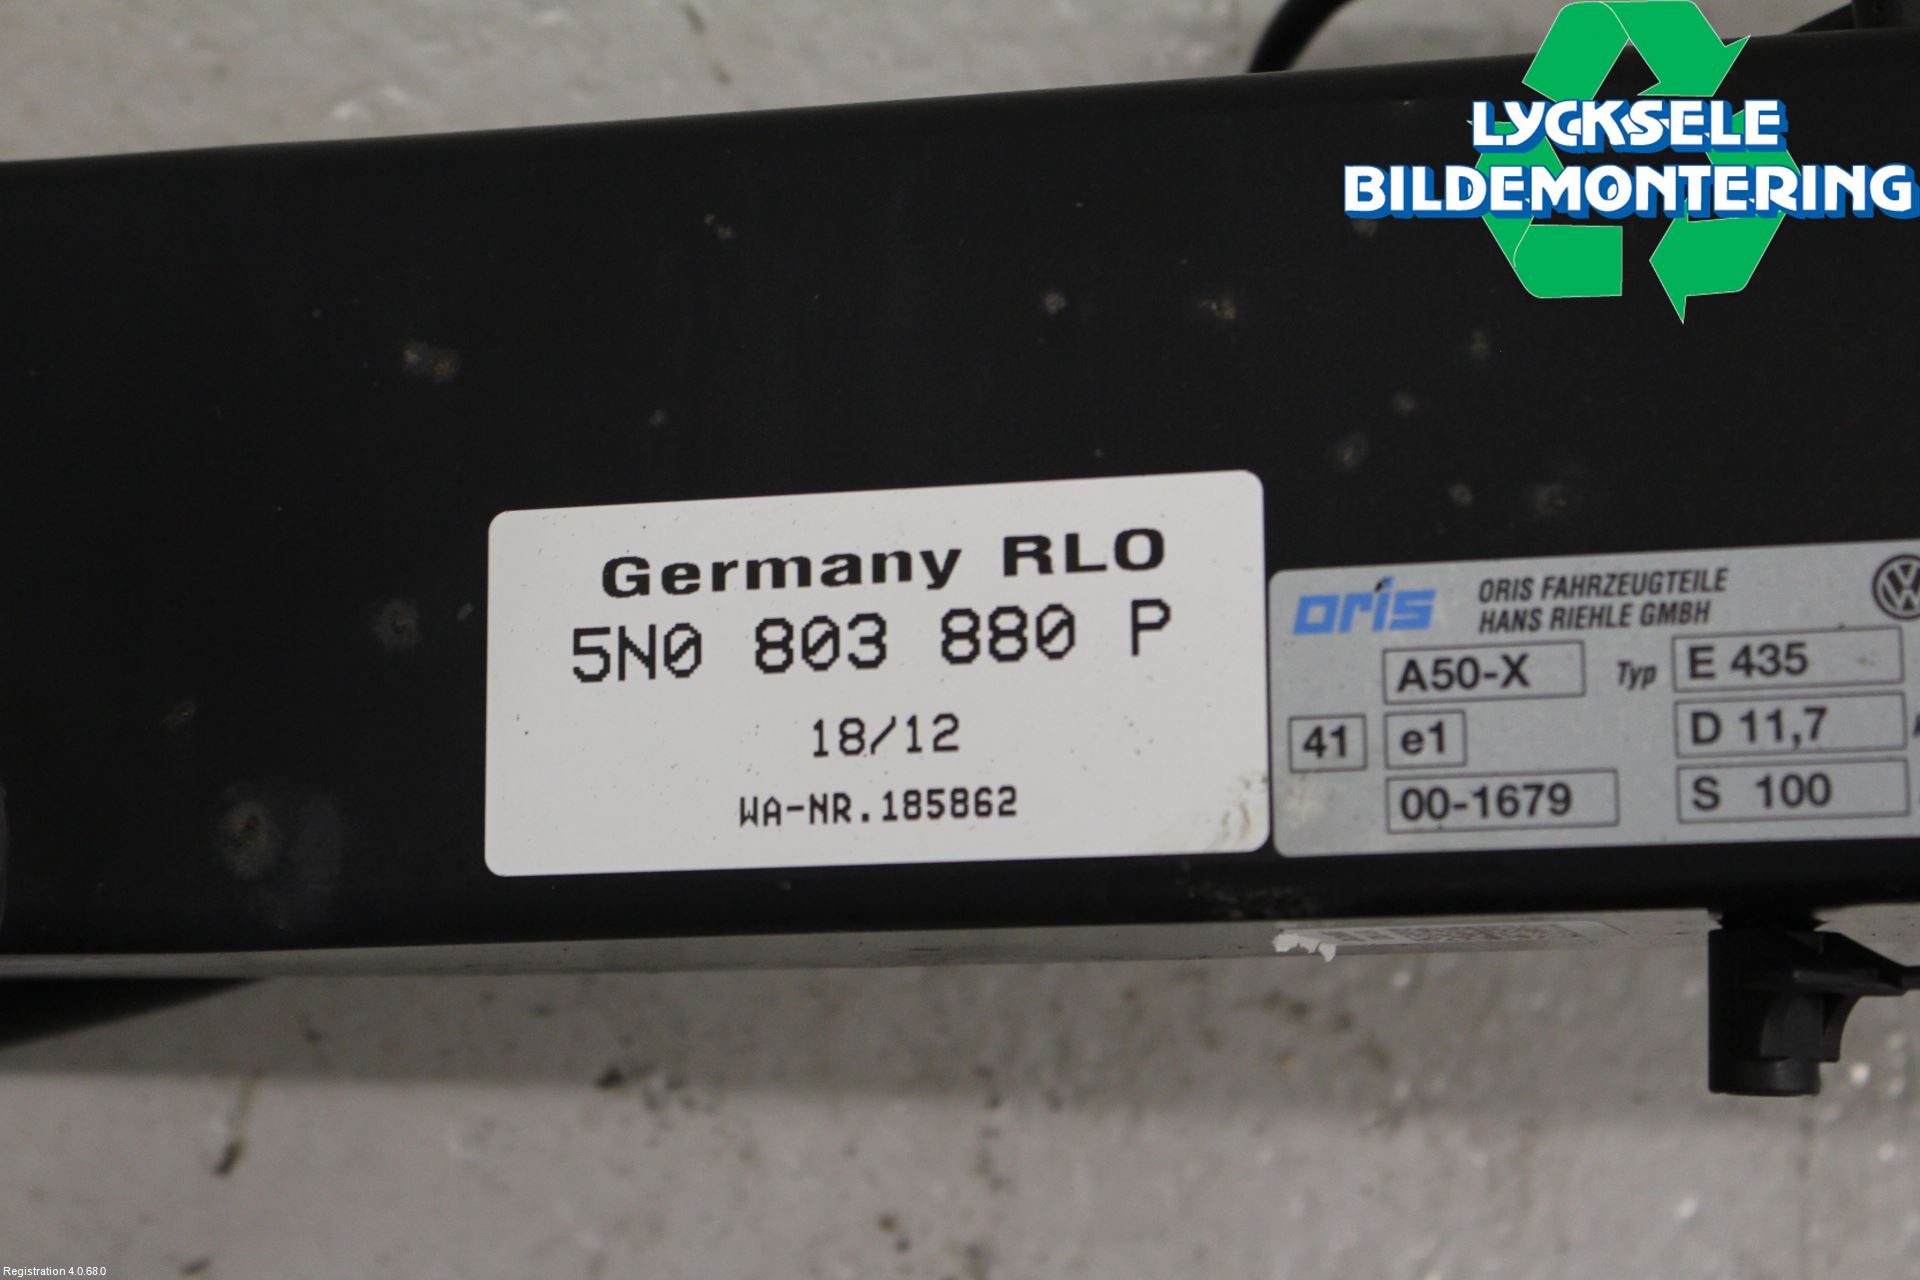 LYCKSELE
BILDEMONTERING
Germany RLO
5N0 803 880 P
18/12
WA-NR.185862
oris
ORIS FAHRZEUGTEILE
HANS RIEHLE GMBH
A50-X Typ E 435
41 e1 D 11,7
00-1679 S 100
Registration 4.0.68.0